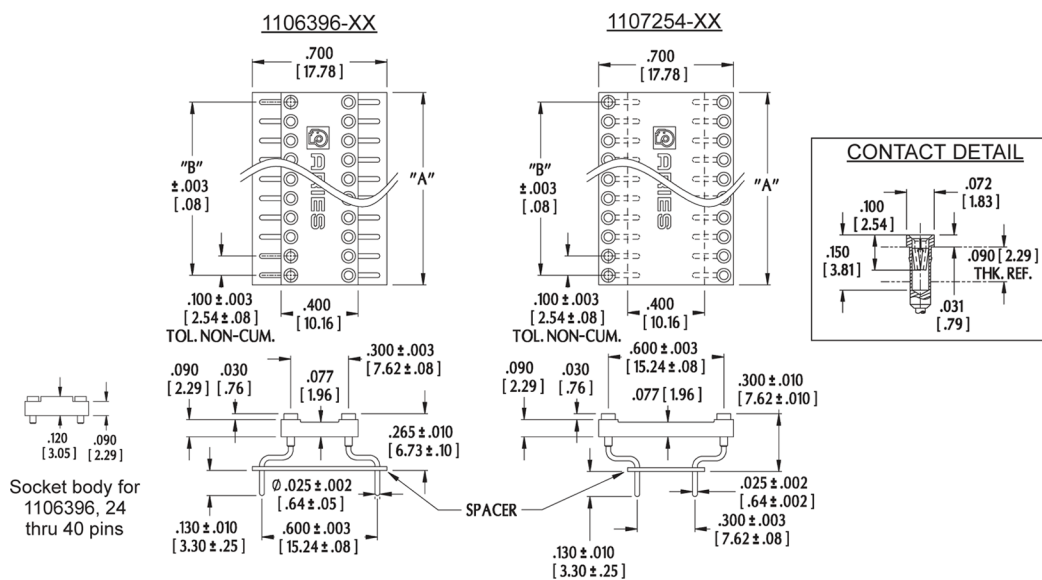 1106396-XX
.700
[ 17.78 ]
"B"
±.003
[ .08 ]
"A"
ARIES
.100 ±.003
[ 2.54 ±.08 ]
TOL. NON-CUM.
.400
[ 10.16 ]
1107254-XX
.700
[ 17.78 ]
"B"
±.003
[ .08 ]
"A"
ARIES
.100 ±.003
[ 2.54 ±.08 ]
TOL. NON-CUM.
.400
[ 10.16 ]
CONTACT DETAIL
.072
[ 1.83 ]
.100
[ 2.54 ]
.150
[ 3.81 ]
.090 [ 2.29 ]
THK. REF.
.031
[ .79 ]
.120
[ 3.05 ]
.090
[ 2.29 ]
Socket body for
1106396, 24
thru 40 pins
.090
[ 2.29 ]
.030
[ .76 ]
.077
[ 1.96 ]
.300 ±.003
[ 7.62 ±.08 ]
.265 ±.010
[ 6.73 ±.10 ]
Ø .025 ±.002
[ .64 ±.05 ]
.130 ±.010
[ 3.30 ±.25 ]
.600 ±.003
[ 15.24 ±.08 ]
SPACER
.090
[ 2.29 ]
.030
[ .76 ]
.600 ±.003
[ 15.24 ±.08 ]
.077 [ 1.96 ]
.300 ±.010
[ 7.62 ±.010 ]
.025 ±.002
[ .64 ±.002 ]
.300 ±.003
[ 7.62 ±.08 ]
.130 ±.010
[ 3.30 ±.25 ]